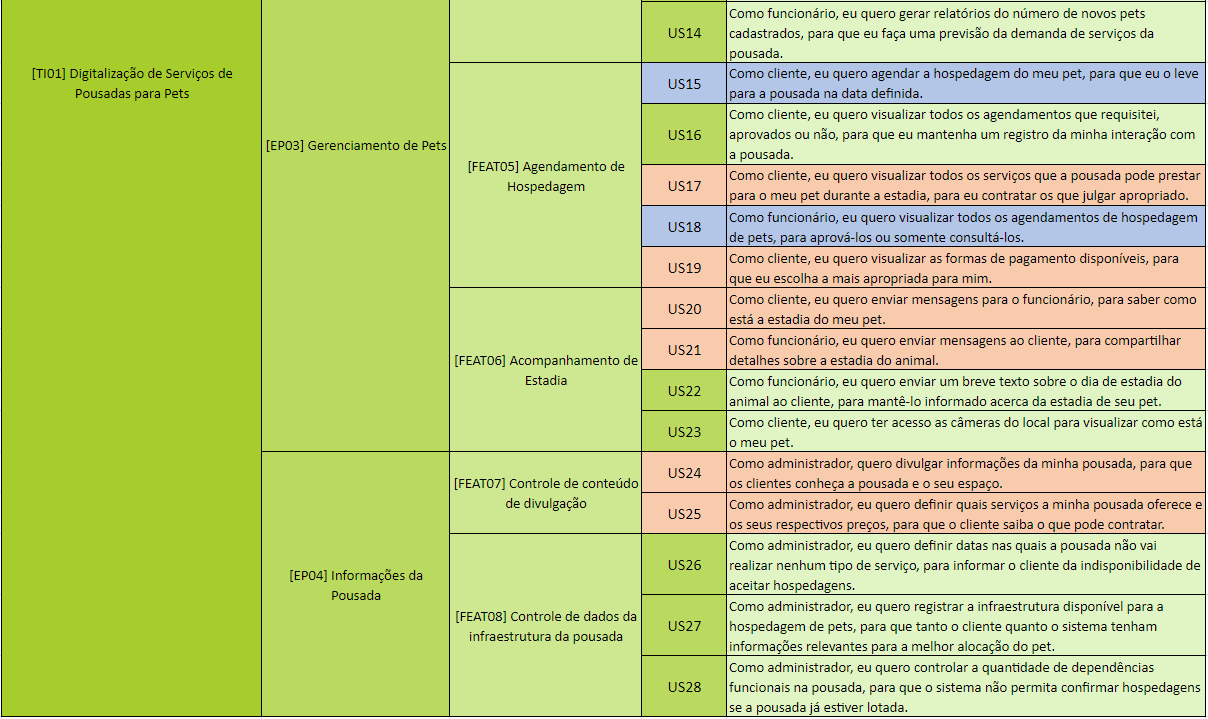 [TI01] Digitalização de Serviços de
Pousadas para Pets
[EP03] Gerenciamento de Pets
US14
Como funcionário, eu quero gerar relatórios do número de novos pets
cadastrados, para que eu faça uma previsão da demanda de serviços da
pousada.
[FEAT05] Agendamento de
Hospedagem
US15
Como cliente, eu quero agendar a hospedagem do meu pet, para que eu o leve
para a pousada na data definida.
US16
Como cliente, eu quero visualizar todos os agendamentos que requisitei,
aprovados ou não, para que eu mantenha um registro da minha interação com
a pousada.
US17
Como cliente, eu quero visualizar todos os serviços que a pousada pode prestar
para o meu pet durante a estadia, para eu contratar os que julgar apropriado.
US18
Como funcionário, eu quero visualizar todos os agendamentos de hospedagem
de pets, para aprová-los ou somente consultá-los.
US19
Como cliente, eu quero visualizar as formas de pagamento disponíveis, para
que eu escolha a mais apropriada para mim.
[FEAT06] Acompanhamento de
Estadia
US20
Como cliente, eu quero enviar mensagens para o funcionário, para saber como
está a estadia do meu pet.
US21
Como funcionário, eu quero enviar mensagens ao cliente, para compartilhar
detalhes sobre a estadia do animal.
US22
Como funcionário, eu quero enviar um breve texto sobre o dia de estadia do
animal ao cliente, para mantê-lo informado acerca da estadia de seu pet.
US23
Como cliente, eu quero ter acesso as câmeras do local para visualizar como está
o meu pet.
[EP04] Informações da
Pousada
[FEAT07] Controle de conteúdo
de divulgação
US24
Como administrador, quero divulgar informações da minha pousada, para que
os clientes conheça a pousada e o seu espaço.
US25
Como administrador, eu quero definir quais serviços a minha pousada oferece e
os seus respectivos preços, para que o cliente saiba o que pode contratar.
[FEAT08] Controle de dados da
infraestrutura da pousada
US26
Como administrador, eu quero definir datas nas quais a pousada não vai
realizar nenhum tipo de serviço, para informar o cliente da indisponibilidade de
aceitar hospedagens.
US27
Como administrador, eu quero registrar a infraestrutura disponível para a
hospedagem de pets, para que tanto o cliente quanto o sistema tenham
informações relevantes para a melhor alocação do pet.
US28
Como administrador, eu quero controlar a quantidade de dependências
funcionais na pousada, para que o sistema não permita confirmar hospedagens
se a pousada já estiver lotada.